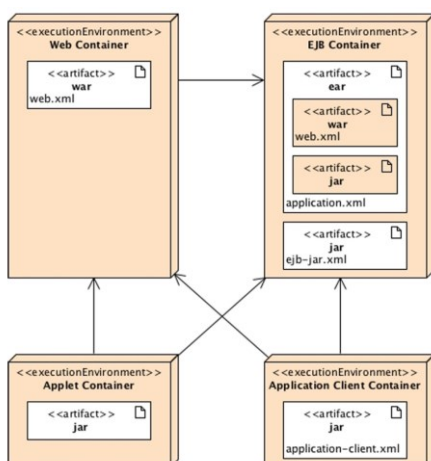 <<executionEnvironment>>
Web Container
<<artifact>>
war
web.xml
<<executionEnvironment>>
EJB Container
<<artifact>>
ear
<<artifact>>
war
web.xml
<<artifact>>
jar
application.xml
<<artifact>>
jar
ejb-jar.xml
<<executionEnvironment>>
Applet Container
<<artifact>>
jar
<<executionEnvironment>>
Application Client Container
<<artifact>>
jar
application-client.xml